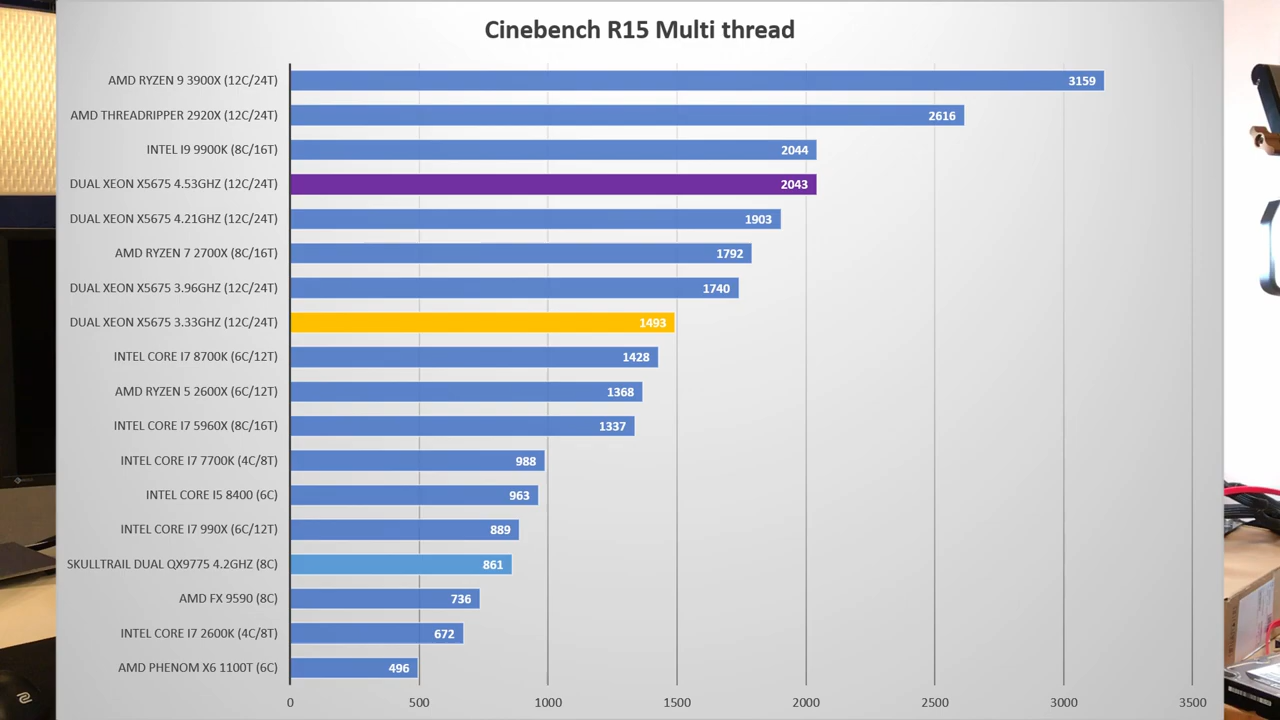 Cinebench R15 Multi thread
AMD RYZEN 9 3900X (12C/24T) 3159
AMD THREADRIPPER 2920X (12C/24T) 2616
INTEL I9 9900K (8C/16T) 2044
DUAL XEON X5675 4.53GHZ (12C/24T) 2043
DUAL XEON X5675 4.21GHZ (12C/24T) 1903
AMD RYZEN 7 2700X (8C/16T) 1792
DUAL XEON X5675 3.96GHZ (12C/24T) 1740
DUAL XEON X5675 3.33GHZ (12C/24T) 1493
INTEL CORE I7 8700K (6C/12T) 1428
AMD RYZEN 5 2600X (6C/12T) 1368
INTEL CORE I7 5960X (8C/16T) 1337
INTEL CORE I7 7700K (4C/8T) 988
INTEL CORE I5 8400 (6C) 963
INTEL CORE I7 990X (6C/12T) 889
SKULLTRAIL DUAL QX9775 4.2GHZ (8C) 861
AMD FX 9590 (8C) 736
INTEL CORE I7 2600K (4C/8T) 672
AMD PHENOM X6 1100T (6C) 496
0 500 1000 1500 2000 2500 3000 3500